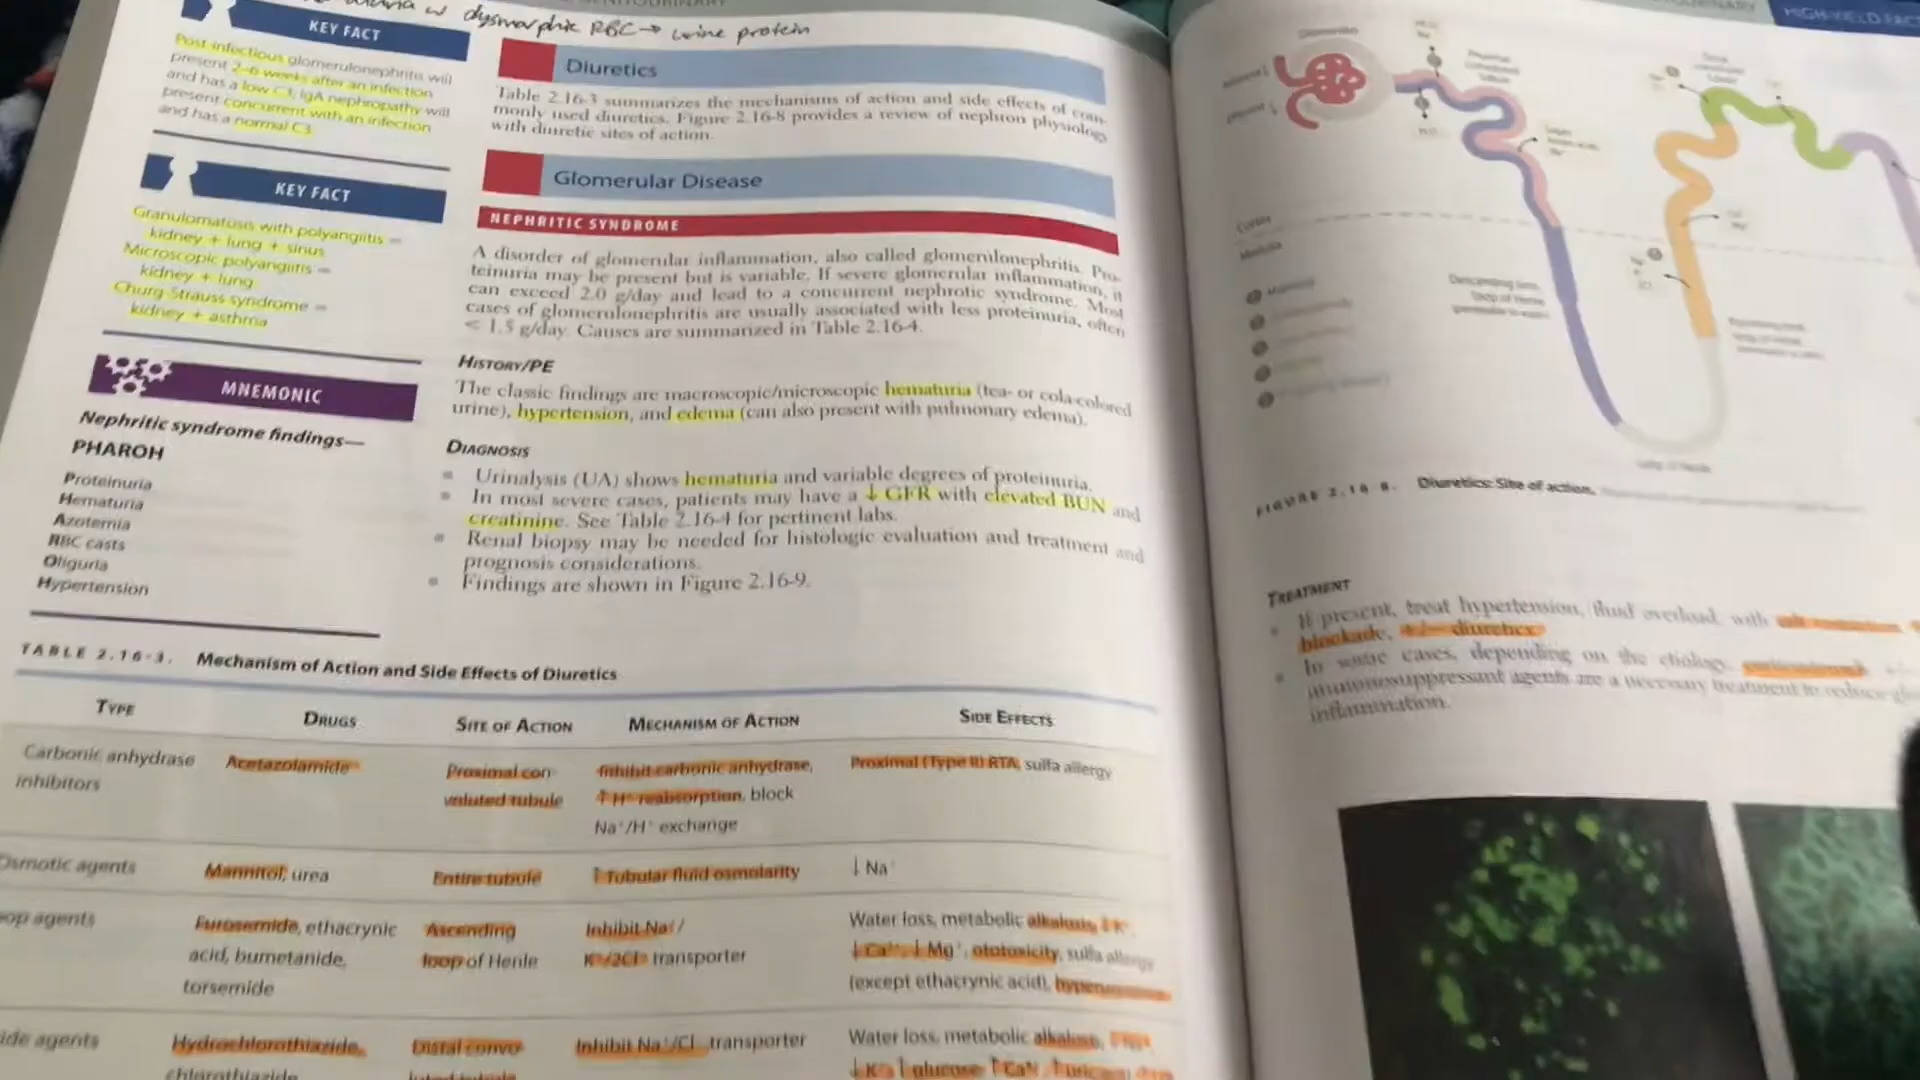 dysmorphic RBC → urine protein
KEY FACT
Post-infectious glomerulonephritis will
present 2–6 weeks after an infection
and has a low C3; IgA nephropathy will
present concurrent with an infection
and has a normal C3.
KEY FACT
Granulomatosis with polyangiitis =
kidney + lung + sinus
Microscopic polyangiitis =
kidney + lung
Churg-Strauss syndrome =
kidney + asthma
MNEMONIC
Nephritic syndrome findings—
PHAROH
Proteinuria
Hematuria
Azotemia
RBC casts
Oliguria
Hypertension
Diuretics
Table 2.16-3 summarizes the mechanisms of action and side effects of com-
monly used diuretics. Figure 2.16-8 provides a review of nephron physiology
with diuretic sites of action.
Glomerular Disease
NEPHRITIC SYNDROME
A disorder of glomerular inflammation, also called glomerulonephritis. Pro-
teinuria may be present but is variable. If severe glomerular inflammation, it
can exceed 2.0 g/day and lead to a concurrent nephrotic syndrome. Most
cases of glomerulonephritis are usually associated with less proteinuria, often
< 1.5 g/day. Causes are summarized in Table 2.16-4.
HISTORY/PE
The classic findings are macroscopic/microscopic hematuria (tea- or cola-colored
urine), hypertension, and edema (can also present with pulmonary edema).
DIAGNOSIS
Urinalysis (UA) shows hematuria and variable degrees of proteinuria.
In most severe cases, patients may have a ↓ GFR with elevated BUN and
creatinine. See Table 2.16-4 for pertinent labs.
Renal biopsy may be needed for histologic evaluation and treatment and
prognosis considerations.
Findings are shown in Figure 2.16-9.
TABLE 2.16-3. Mechanism of Action and Side Effects of Diuretics
TYPE DRUGS SITE OF ACTION MECHANISM OF ACTION SIDE EFFECTS
Carbonic anhydrase Acetazolamide Proximal con- Inhibit carbonic anhydrase, Proximal (Type II) RTA, sulfa allergy
inhibitors voluted tubule ↑ H⁺ reabsorption, block
Na⁺/H⁺ exchange
Osmotic agents Mannitol, urea Entire tubule ↑ Tubular fluid osmolarity ↓ Na⁺
agents Furosemide, ethacrynic Ascending Inhibit Na⁺/ Water loss, metabolic alkalosis, ↓ K⁺,
acid, bumetanide, loop of Henle K⁺/2Cl⁻ transporter ↓ Ca²⁺, ↓ Mg⁺, ototoxicity, sulfa allergy
torsemide (except ethacrynic acid),
agents Hydrochlorothiazide, Distal convo- Inhibit Na⁺/Cl⁻ transporter Water loss, metabolic alkalosis,
chlorothiazide luted tubule ↓ K⁺, ↑ glucose,
HIGH-YIELD
Cortex
Medulla
FIGURE 2.16-8. Diuretics: Site of action.
TREATMENT
If present, treat hypertension, fluid overload, with
blockade, +/− diuretics.
In some cases, depending on the etiology,
immunosuppressant agents are a necessary treatment to reduce
inflammation.